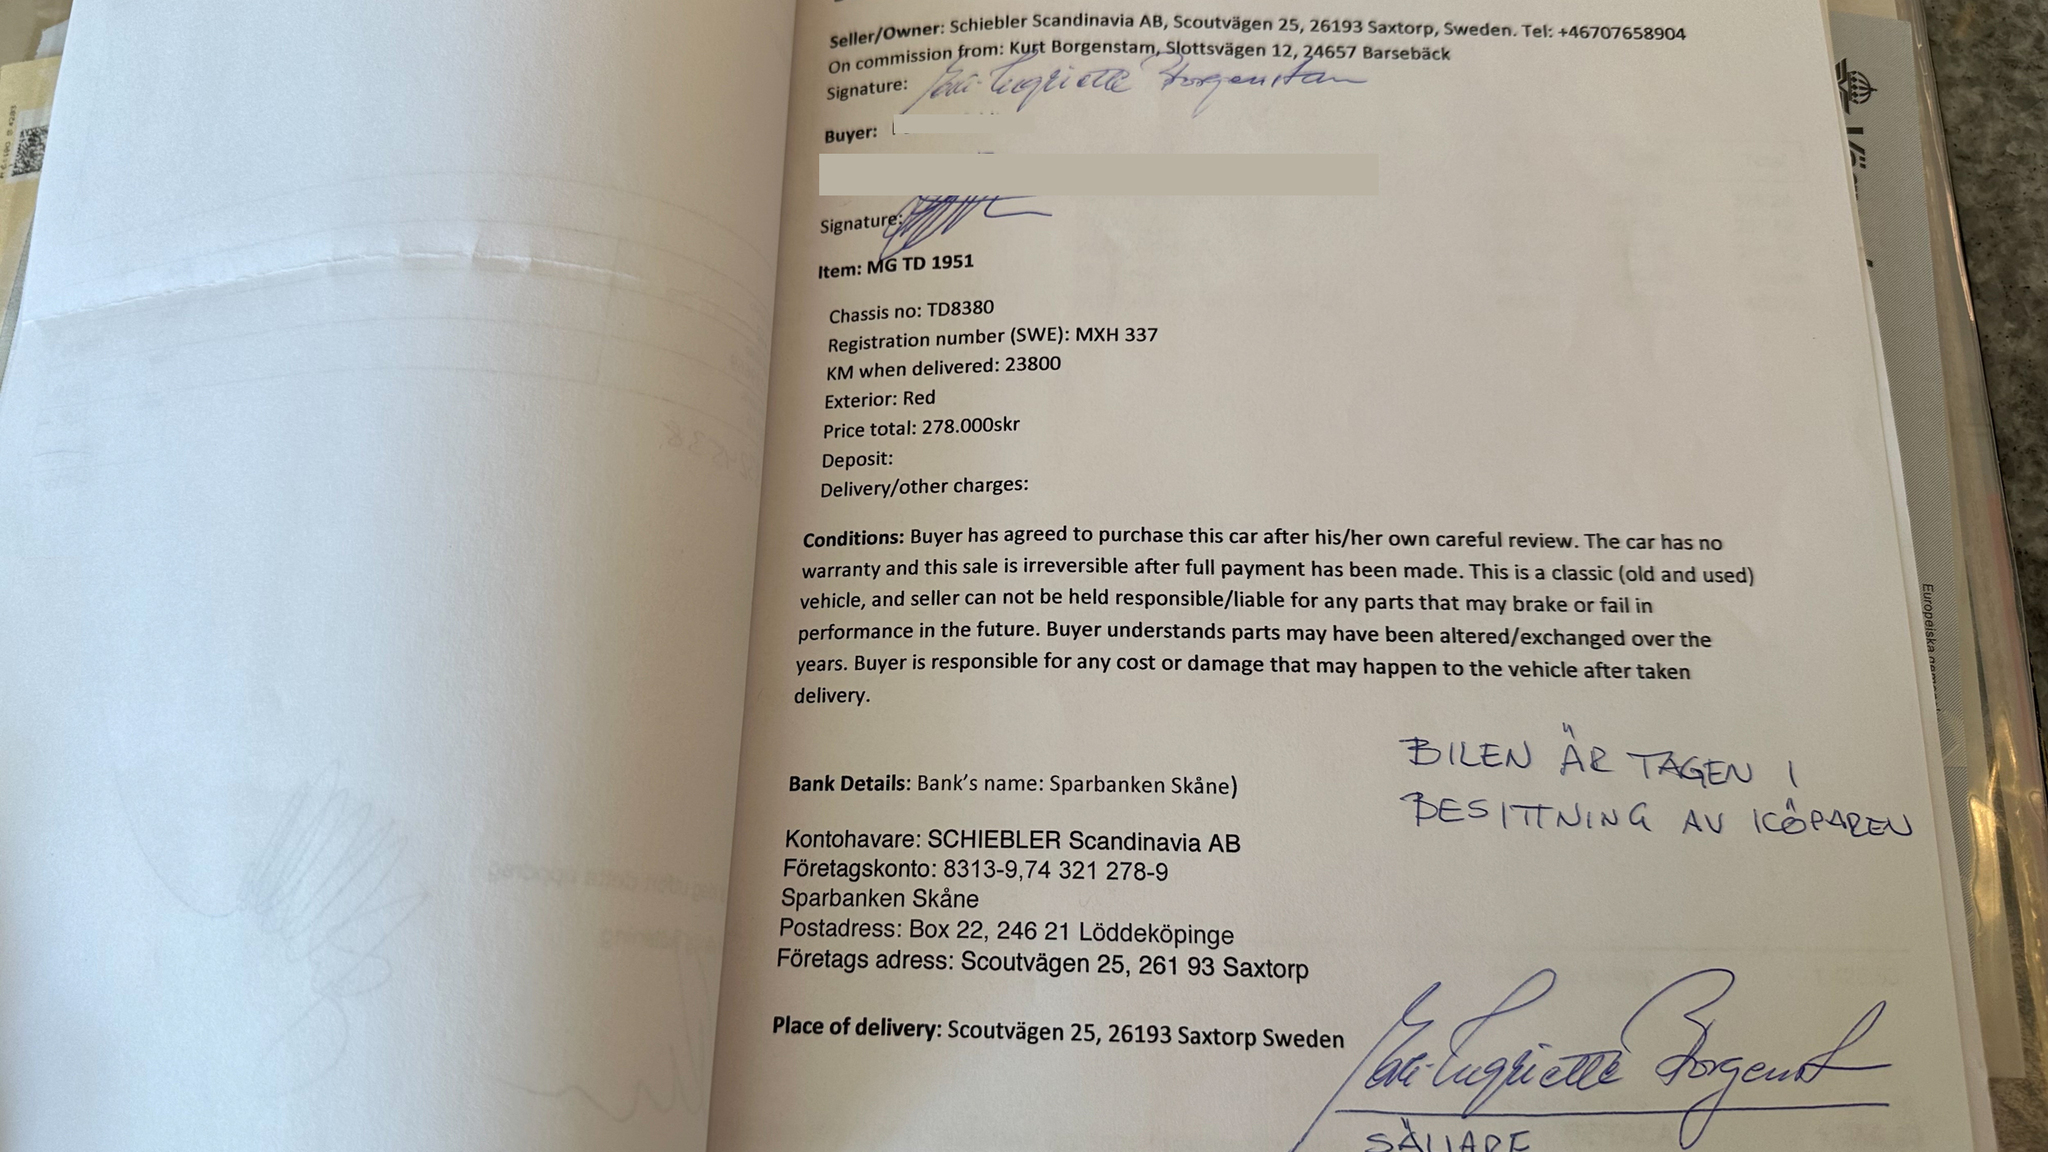 Seller/Owner: Schiebler Scandinavia AB, Scoutvägen 25, 26193 Saxtorp, Sweden. Tel: +46707658904
On commission from: Kurt Borgenstam, Slottsvägen 12, 24657 Barsebäck
Signature: Borgenstam
Buyer:
Signature:
Item: MG TD 1951
Chassis no: TD8380
Registration number (SWE): MXH 337
KM when delivered: 23800
Exterior: Red
Price total: 278.000skr
Deposit:
Delivery/other charges:
Conditions: Buyer has agreed to purchase this car after his/her own careful review. The car has no
warranty and this sale is irreversible after full payment has been made. This is a classic (old and used)
vehicle, and seller can not be held responsible/liable for any parts that may brake or fail in
performance in the future. Buyer understands parts may have been altered/exchanged over the
years. Buyer is responsible for any cost or damage that may happen to the vehicle after taken
delivery.
BILEN ÄR TAGEN I
BESITTNING AV KÖPAREN
Bank Details: Bank's name: Sparbanken Skåne)
Kontohavare: SCHIEBLER Scandinavia AB
Företagskonto: 8313-9,74 321 278-9
Sparbanken Skåne
Postadress: Box 22, 246 21 Löddeköpinge
Företags adress: Scoutvägen 25, 261 93 Saxtorp
Place of delivery: Scoutvägen 25, 26193 Saxtorp Sweden
SÄLJARE